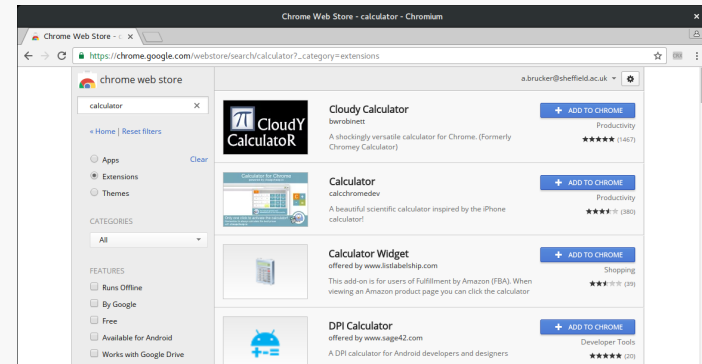 Chrome Web Store - calculator - Chromium
Chrome Web Store - c
https://chrome.google.com/webstore/search/calculator?_category=extensions
chrome web store
a.brucker@sheffield.ac.uk
calculator
« Home | Reset filters
Apps
Clear
Extensions
Themes
CATEGORIES
All
FEATURES
Runs Offline
By Google
Free
Available for Android
Works with Google Drive
π CloudY
CalculatoR
Cloudy Calculator
bwrobinett
A shockingly versatile calculator for Chrome. (Formerly
Chromey Calculator)
+ ADD TO CHROME
Productivity
(1467)
Calculator for Chrome
Calculator
calcchromedev
A beautiful scientific calculator inspired by the iPhone
calculator!
+ ADD TO CHROME
Productivity
(380)
Calculator Widget
offered by www.listlabelship.com
This add-on is for users of Fulfillment by Amazon (FBA). When
viewing an Amazon product page you can click the calculator
+ ADD TO CHROME
Shopping
(39)
DPI Calculator
offered by www.sage42.com
A DPI calculator for Android developers and designers
+ ADD TO CHROME
Developer Tools
(20)